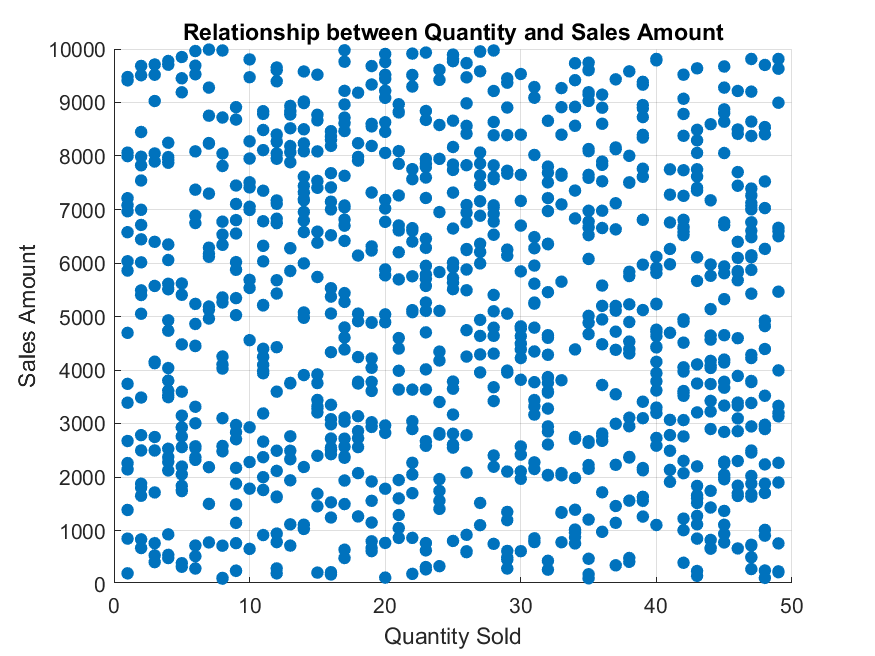 Relationship between Quantity and Sales Amount
10000
9000
8000
7000
6000
5000
4000
3000
2000
1000
0
Sales Amount
0 10 20 30 40 50
Quantity Sold